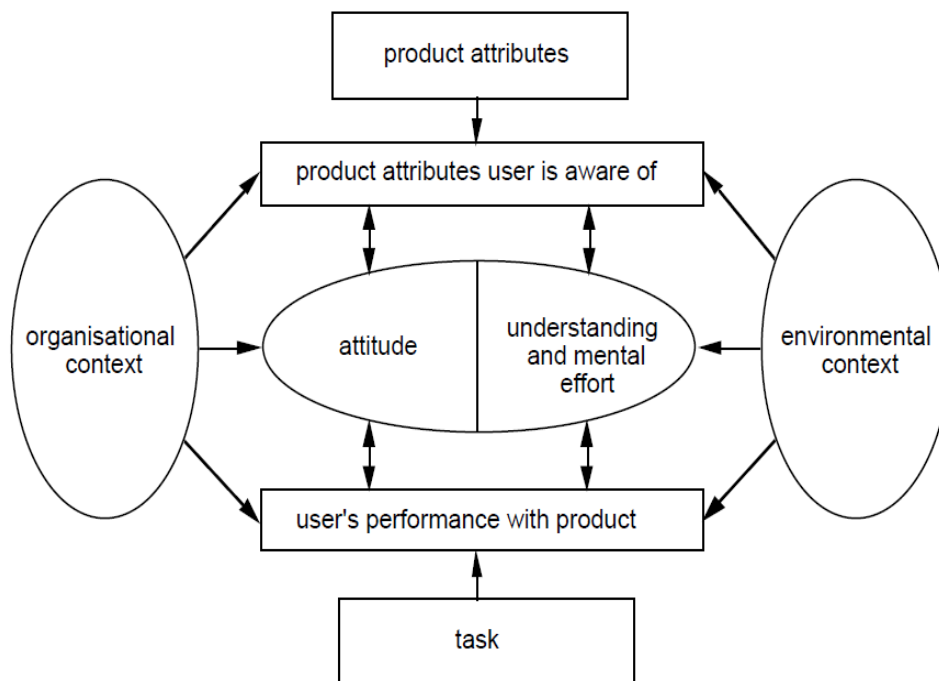 product attributes
product attributes user is aware of
organisational
context
attitude
understanding
and mental
effort
environmental
context
user's performance with product
task